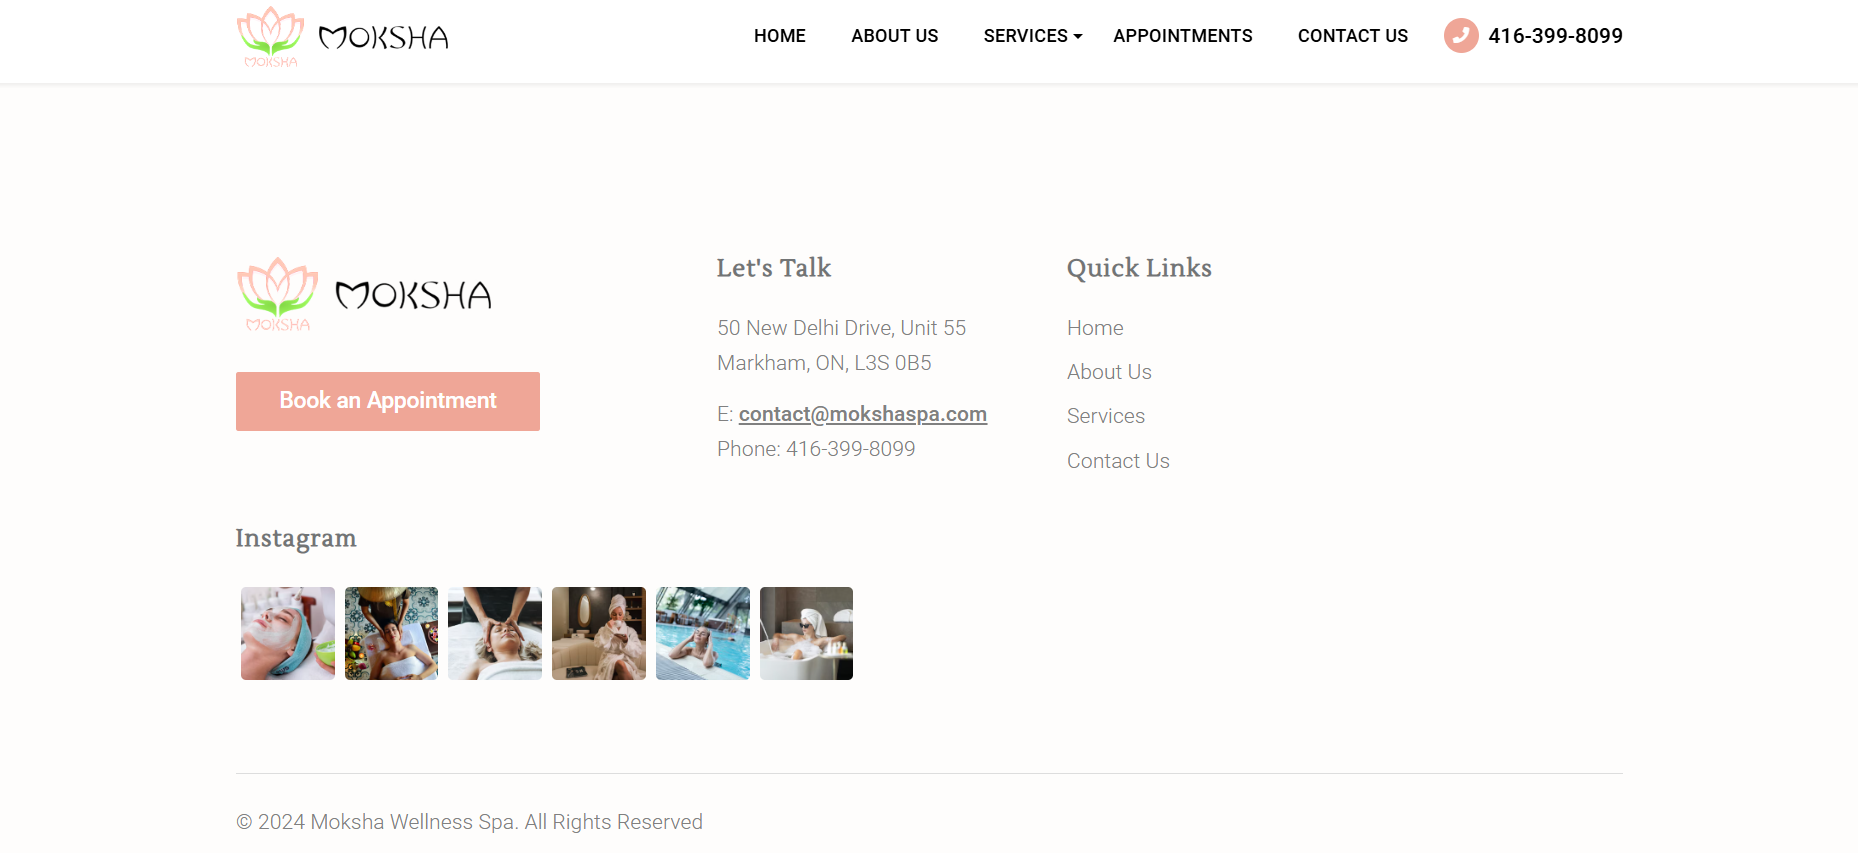 MOKSHA
MOKSHA
HOME
ABOUT US
SERVICES
APPOINTMENTS
CONTACT US
416-399-8099
MOKSHA
MOKSHA
Book an Appointment
Let's Talk
50 New Delhi Drive, Unit 55
Markham, ON, L3S 0B5
E: contact@mokshaspa.com
Phone: 416-399-8099
Quick Links
Home
About Us
Services
Contact Us
Instagram
SPA
© 2024 Moksha Wellness Spa. All Rights Reserved